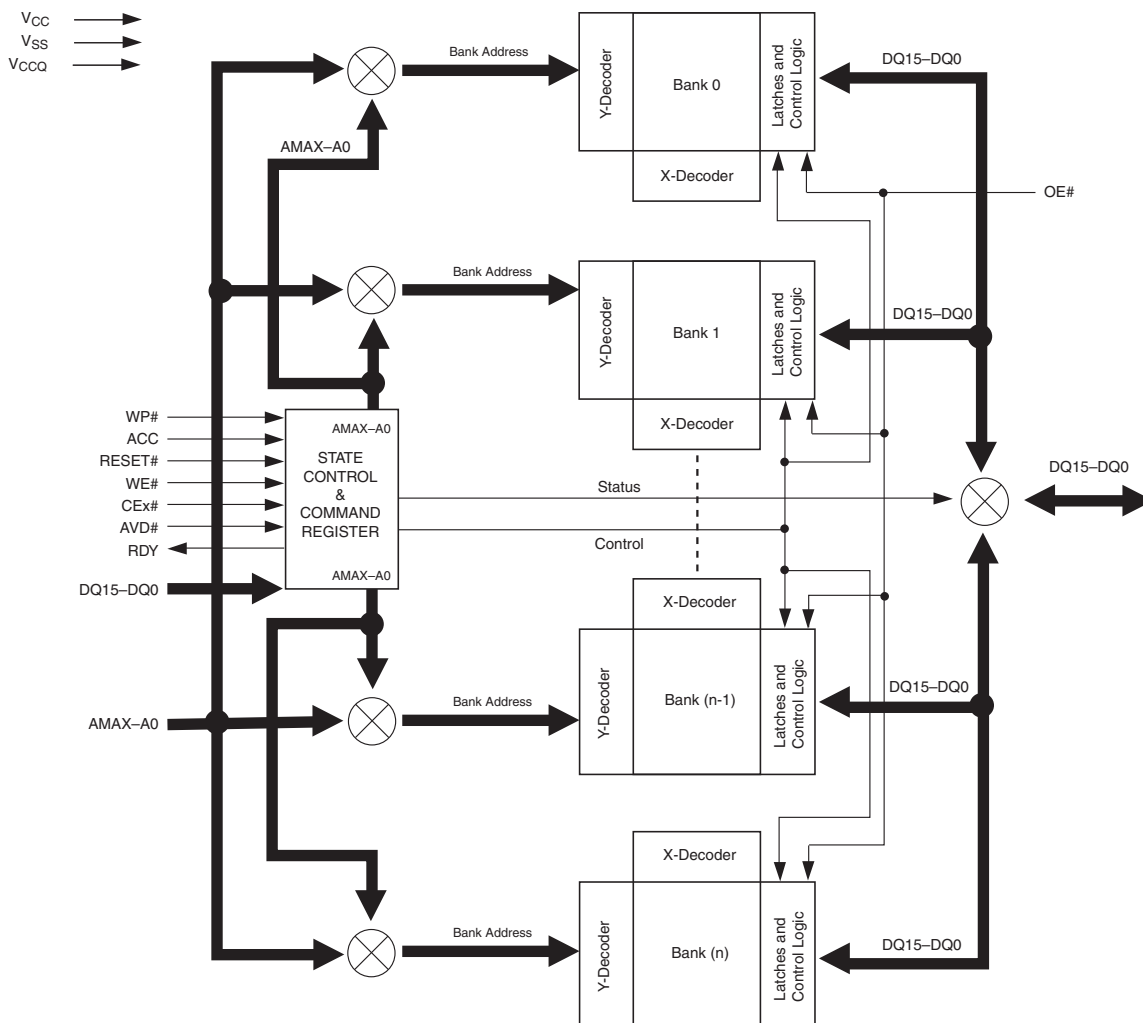 VCC
VSS
VCCQ
Bank Address
Y-Decoder
Bank 0
Latches and
Control Logic
DQ15–DQ0
X-Decoder
AMAX–A0
OE#
Bank Address
Y-Decoder
Bank 1
Latches and
Control Logic
DQ15–DQ0
X-Decoder
WP#
ACC
RESET#
WE#
CEx#
AVD#
RDY
DQ15–DQ0
AMAX–A0
STATE
CONTROL
&
COMMAND
REGISTER
AMAX–A0
Status
Control
DQ15–DQ0
X-Decoder
AMAX–A0
Bank Address
Y-Decoder
Bank (n-1)
Latches and
Control Logic
DQ15–DQ0
X-Decoder
Bank Address
Y-Decoder
Bank (n)
Latches and
Control Logic
DQ15–DQ0